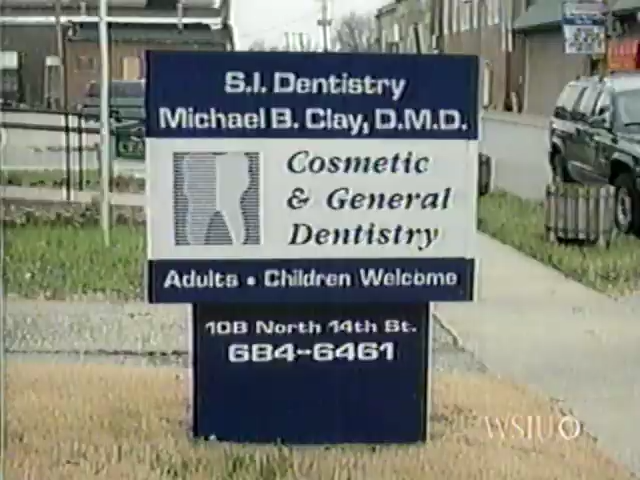 S.I. Dentistry
Michael B. Clay, D.M.D.
Cosmetic
& General
Dentistry
Adults • Children Welcome
108 North 14th St.
684-6461
WSIU